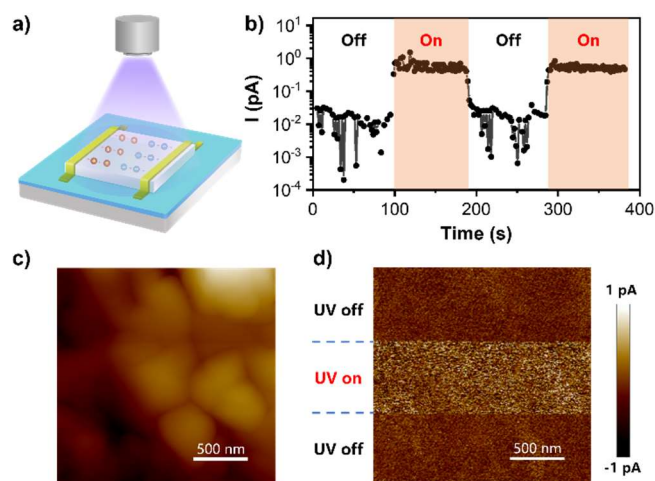 a)
b)
I (pA)
10¹
10⁰
10⁻¹
10⁻²
10⁻³
10⁻⁴
Off
On
Off
On
0
100
200
300
400
Time (s)
c)
500 nm
d)
UV off
UV on
UV off
500 nm
1 pA
-1 pA